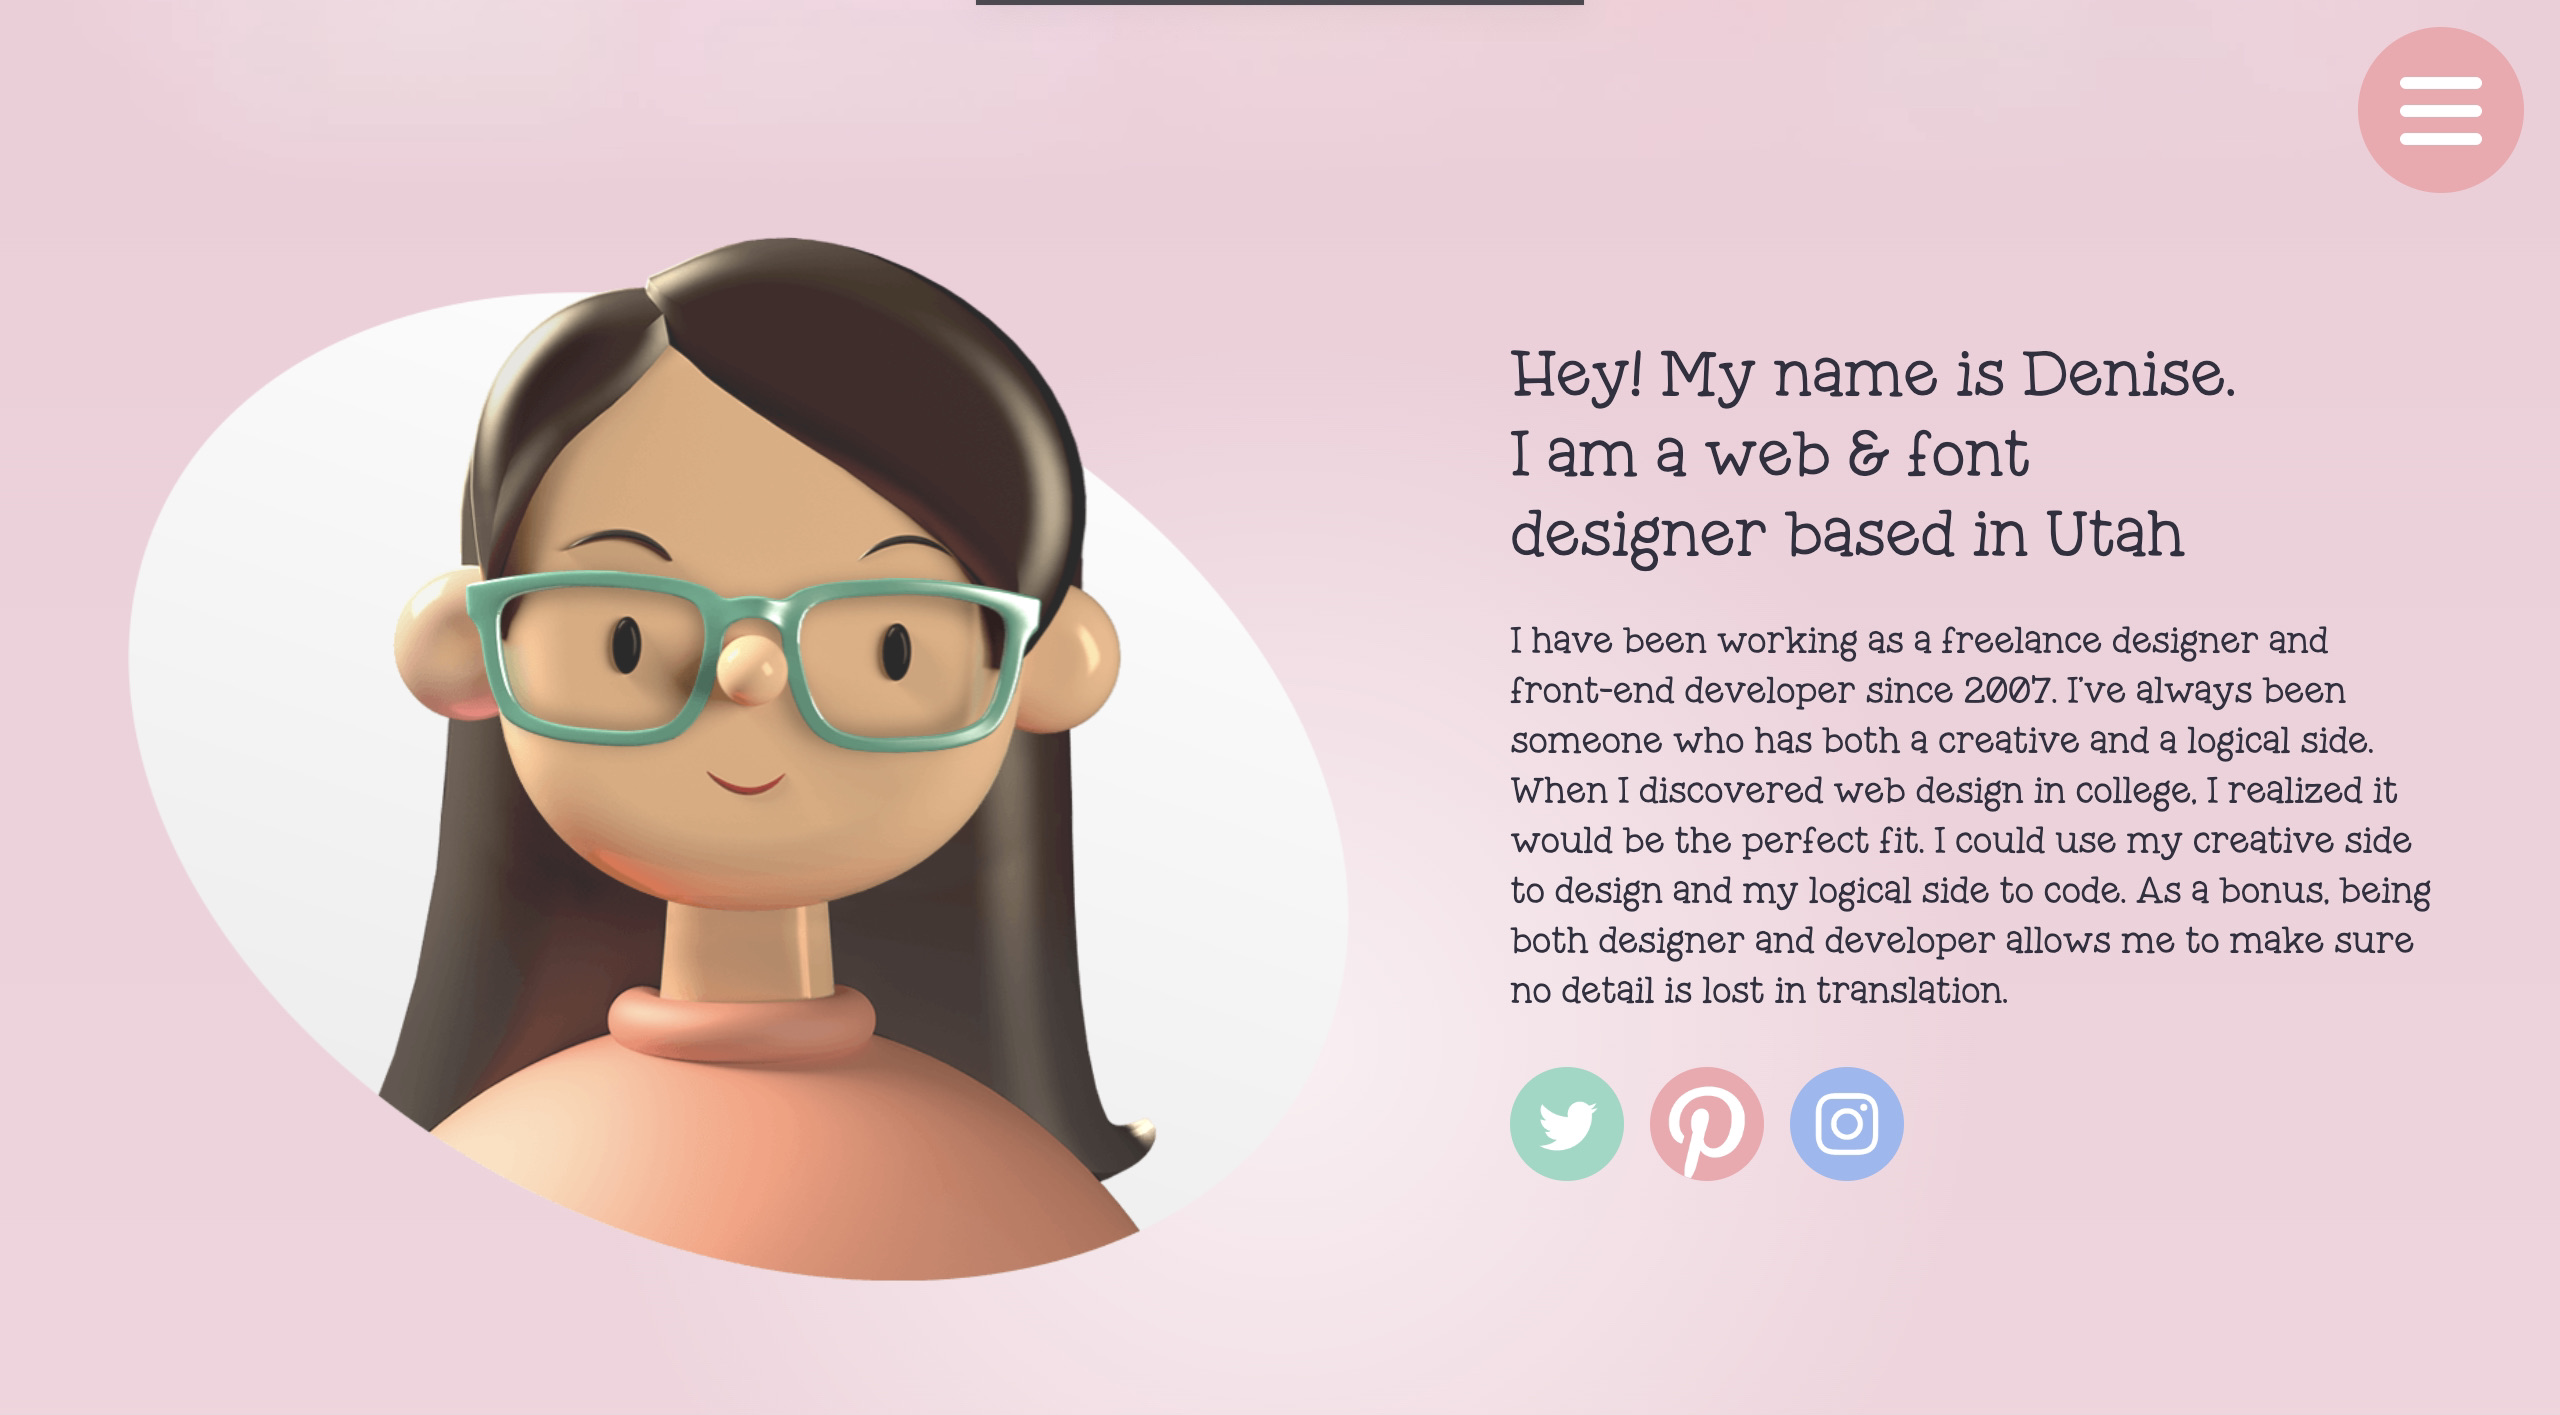 Hey! My name is Denise.
I am a web & font
designer based in Utah
I have been working as a freelance designer and
front-end developer since 2007. I've always been
someone who has both a creative and a logical side.
When I discovered web design in college, I realized it
would be the perfect fit. I could use my creative side
to design and my logical side to code. As a bonus, being
both designer and developer allows me to make sure
no detail is lost in translation.